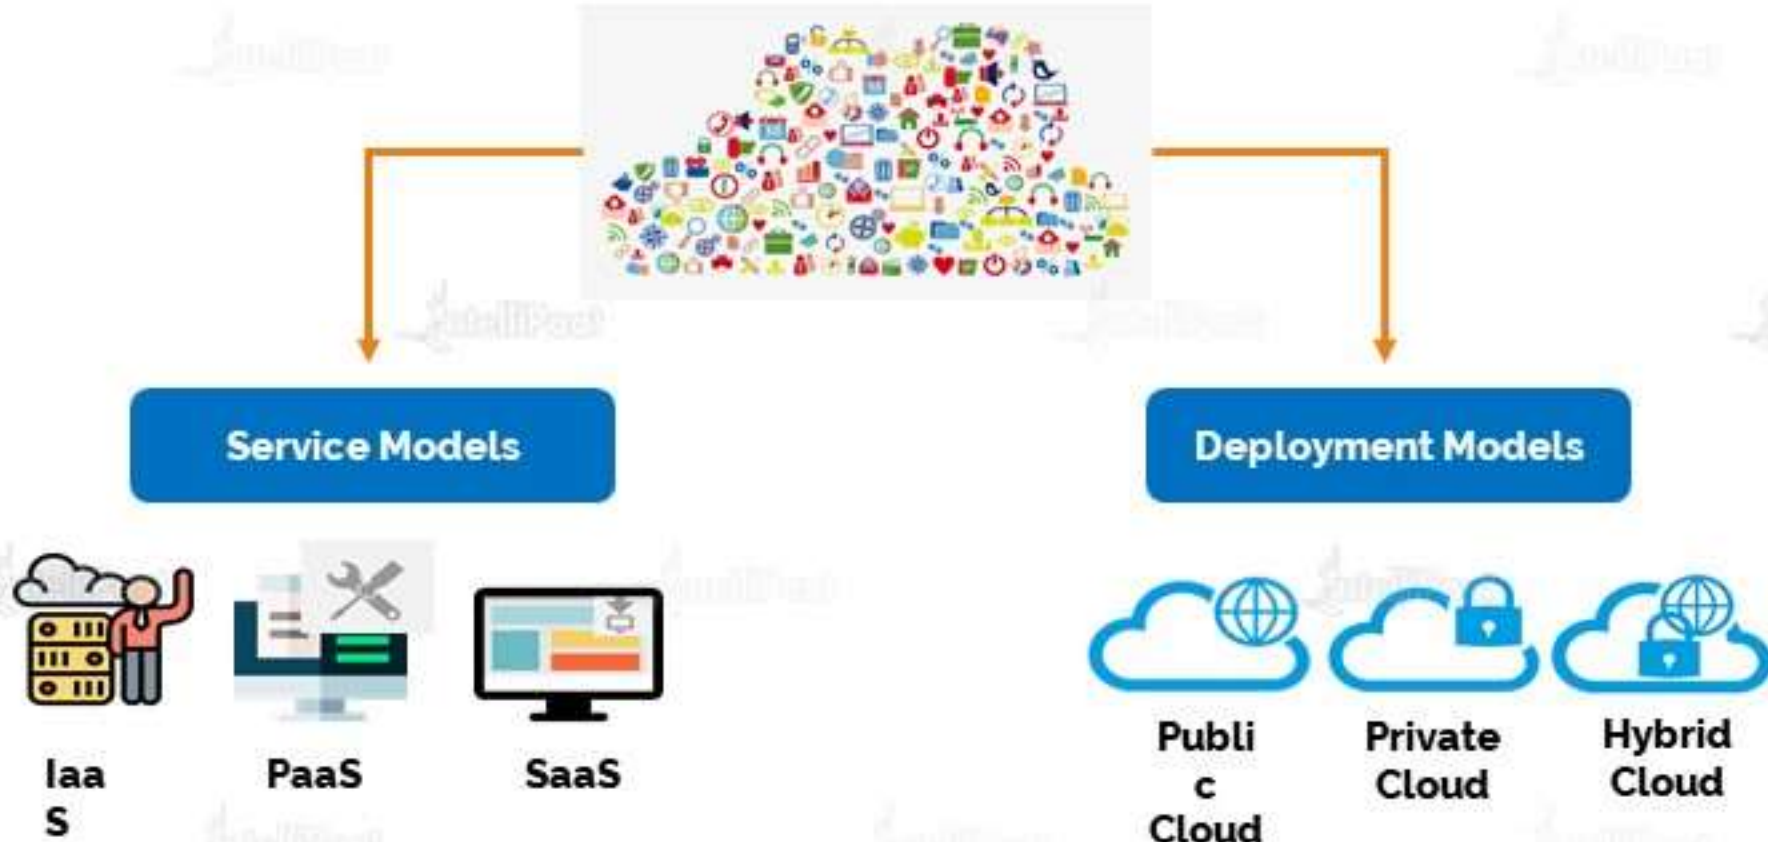 Service Models
Deployment Models
Iaa
S
PaaS
SaaS
Publi
c
Cloud
Private
Cloud
Hybrid
Cloud